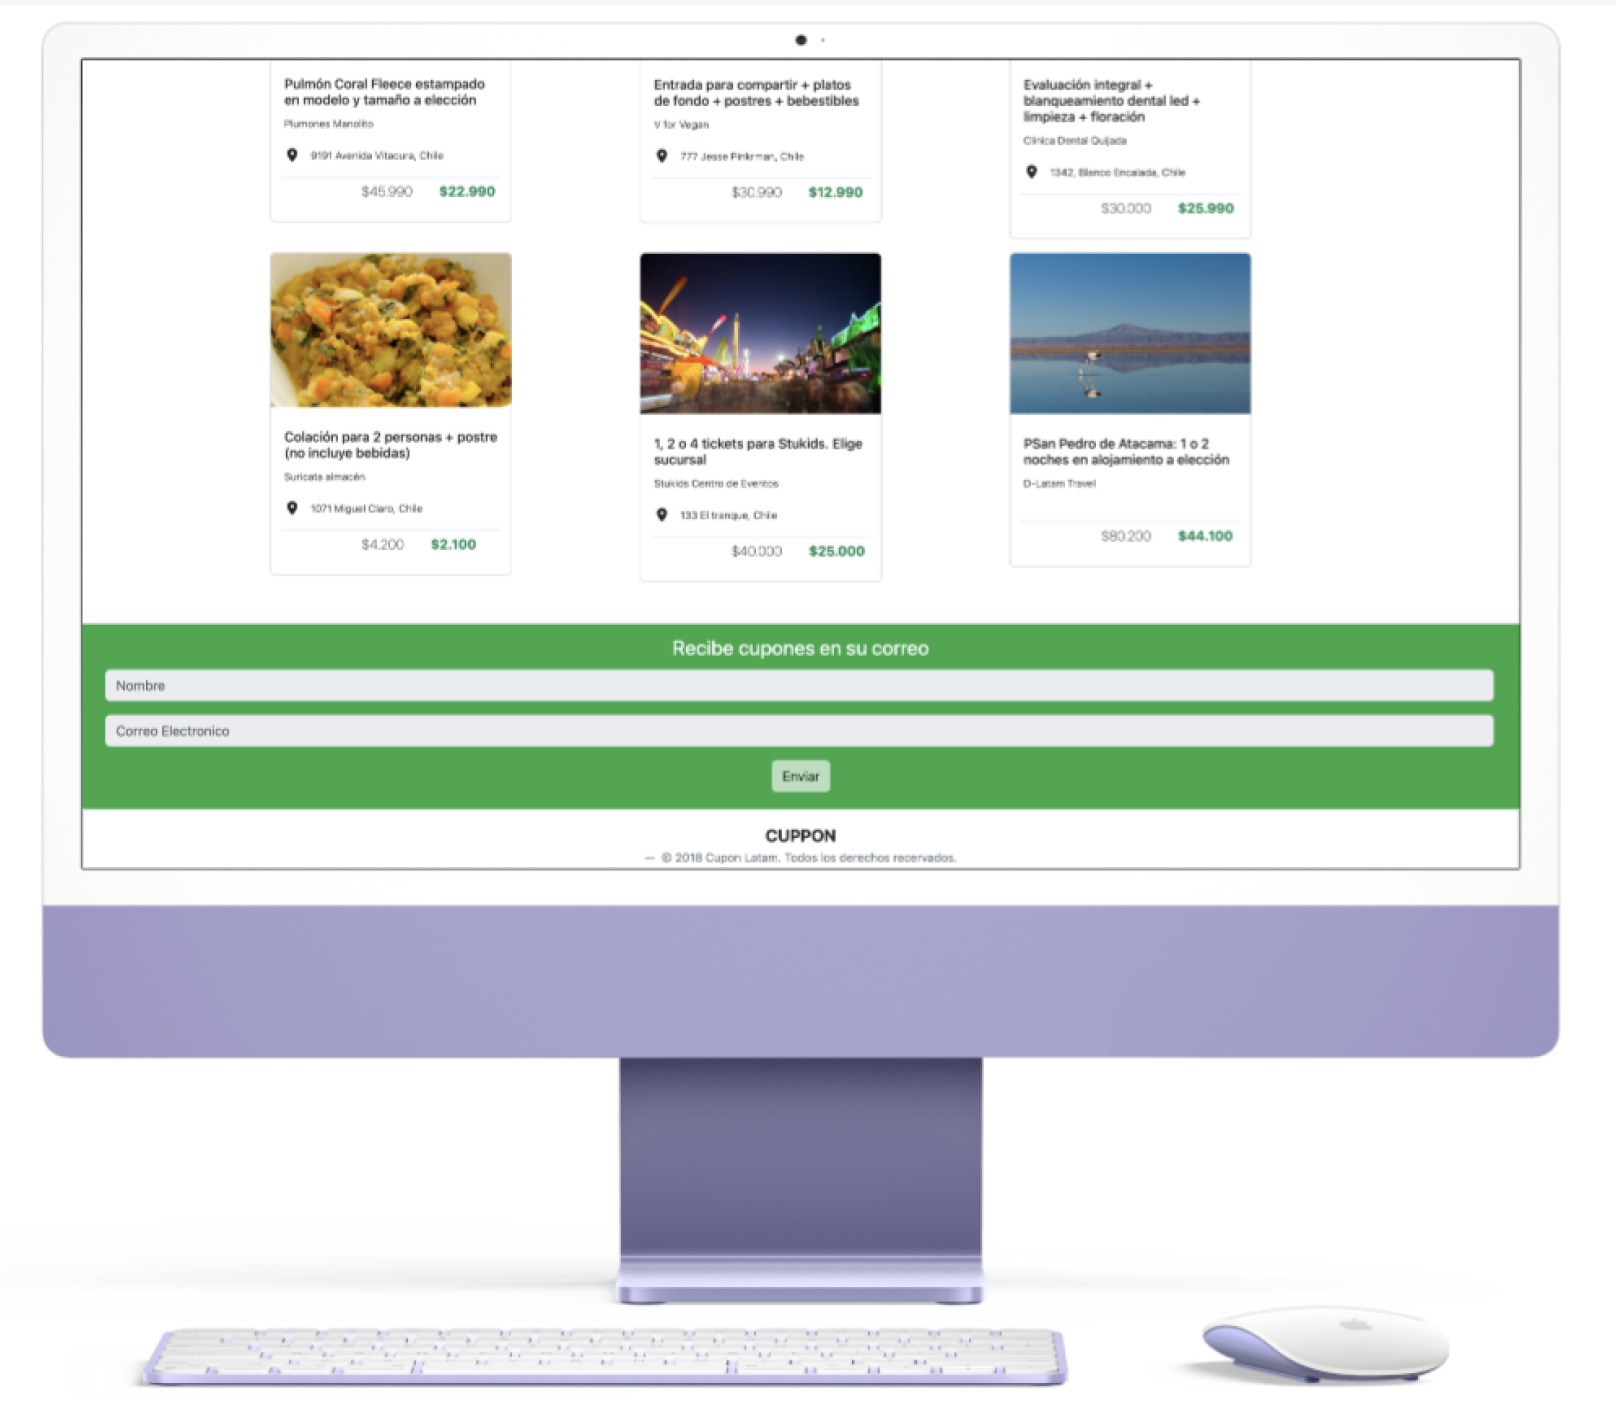 Pulmón Coral Fleece estampado
en modelo y tamaño a elección
Plumones Manolito
9191 Avenida Vitacura, Chile
$45.990 $22.990
Entrada para compartir + platos
de fondo + postres + bebestibles
V for Vegan
777 Jesse Pinkrman, Chile
$30.990 $12.990
Evaluación integral +
blanqueamiento dental led +
limpieza + floración
Clínica Dental Quijada
1342, Blanco Encalada, Chile
$30.000 $25.990
Colación para 2 personas + postre
(no incluye bebidas)
Suricata almacén
1071 Miguel Claro, Chile
$4.200 $2.100
1, 2 o 4 tickets para Stukids. Elige
sucursal
Stukids Centro de Eventos
133 El tranque, Chile
$40.000 $25.000
PSan Pedro de Atacama: 1 o 2
noches en alojamiento a elección
D-Latam Travel
$80.200 $44.100
Recibe cupones en su correo
Nombre
Correo Electronico
Enviar
CUPPON
— © 2018 Cupon Latam. Todos los derechos recervados.